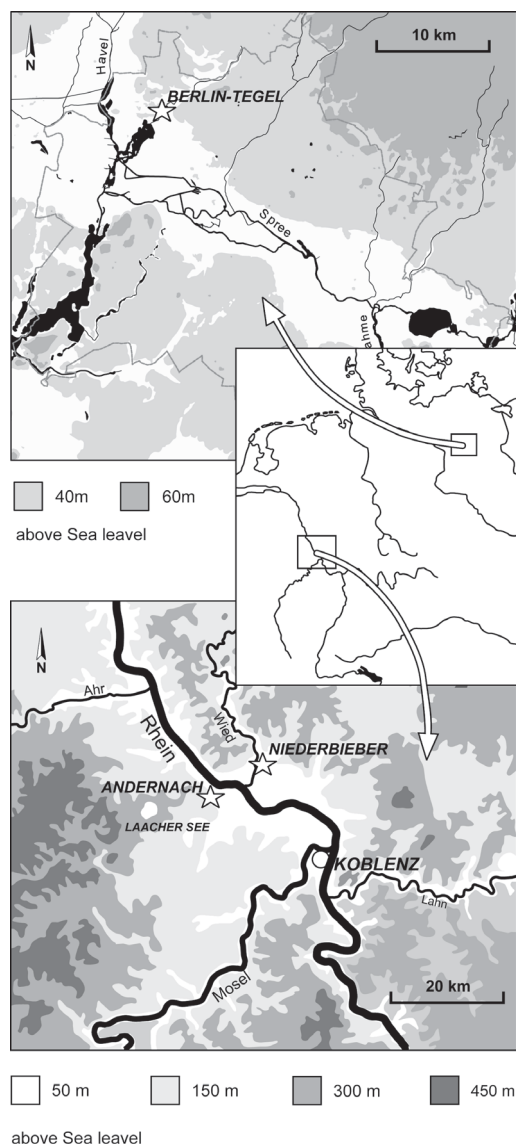 10 km
N
Havel
BERLIN-TEGEL
Spree
ahme
40m
60m
above Sea leavel
N
Ahr
Rhein
Wied
NIEDERBIEBER
ANDERNACH
LAACHER SEE
KOBLENZ
Lahn
Mosel
20 km
50 m
150 m
300 m
450 m
above Sea leavel